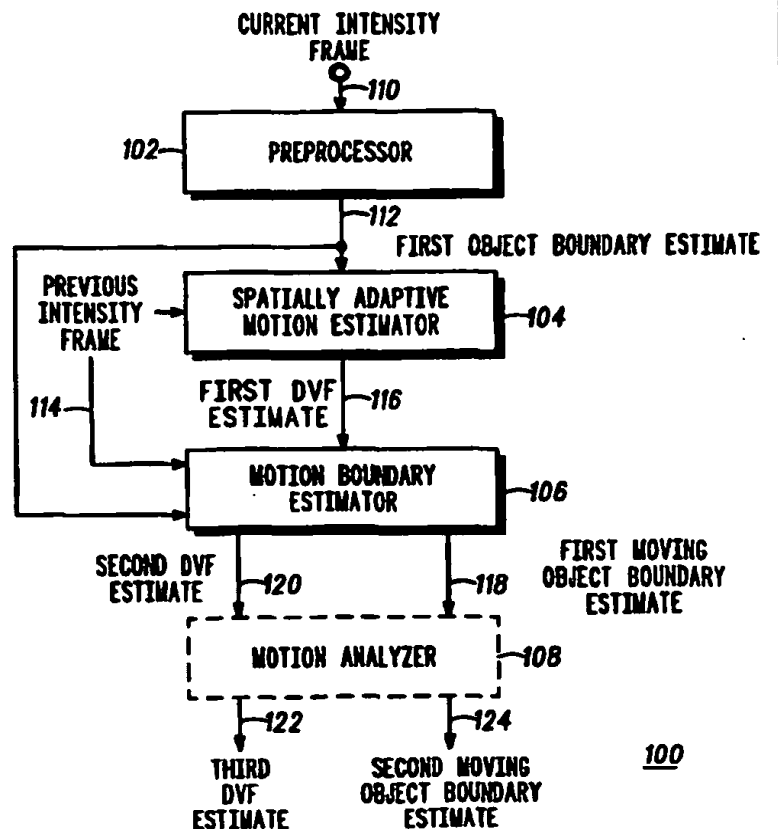 CURRENT INTENSITY
FRAME
110
102
PREPROCESSOR
112
FIRST OBJECT BOUNDARY ESTIMATE
PREVIOUS
INTENSITY
FRAME
SPATIALLY ADAPTIVE
MOTION ESTIMATOR
104
FIRST DVF
ESTIMATE
116
114
MOTION BOUNDARY
ESTIMATOR
106
SECOND DVF
ESTIMATE
120
118
FIRST MOVING
OBJECT BOUNDARY
ESTIMATE
MOTION ANALYZER
108
122
124
THIRD
DVF
ESTIMATE
SECOND MOVING
OBJECT BOUNDARY
ESTIMATE
100